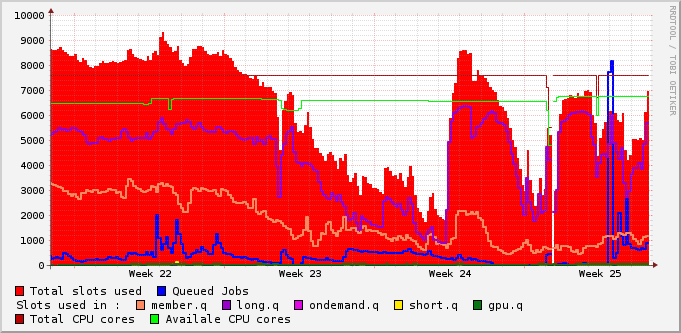 10000
9000
8000
7000
6000
5000
4000
3000
2000
1000
0
Week 22 Week 23 Week 24 Week 25
Total slots used Queued Jobs
Slots used in : member.q long.q ondemand.q short.q gpu.q
Total CPU cores Availale CPU cores
RRDTOOL / TOBI OETIKER